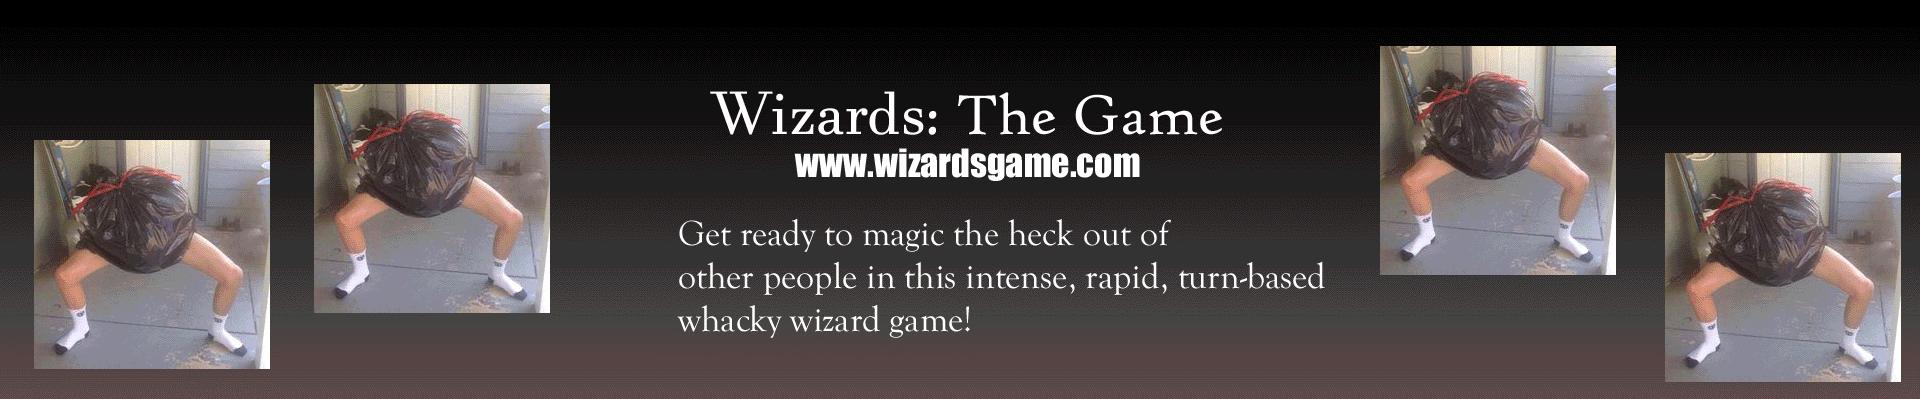 Wizards: The Game
www.wizardsgame.com
Get ready to magic the heck out of
other people in this intense, rapid, turn-based
whacky wizard game!